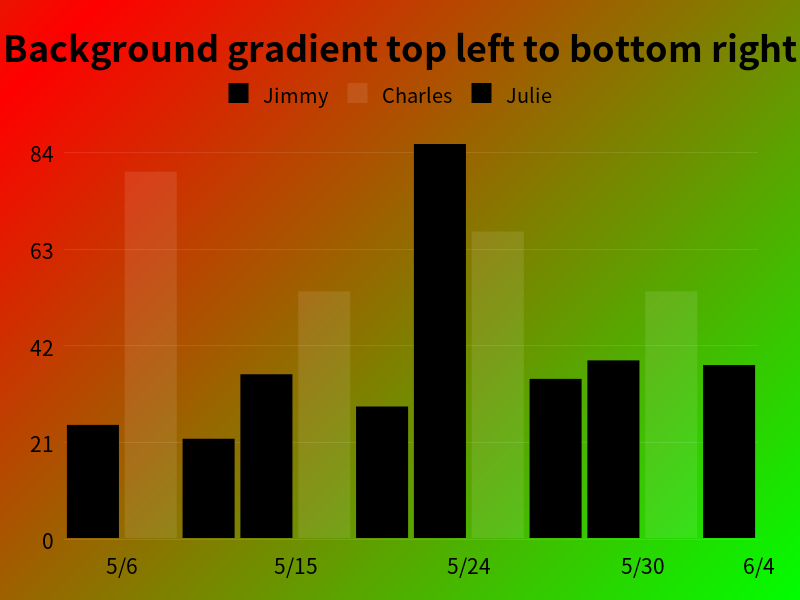 Background gradient top left to bottom right
Jimmy Charles Julie
84
63
42
21
0
5/6 5/15 5/24 5/30 6/4